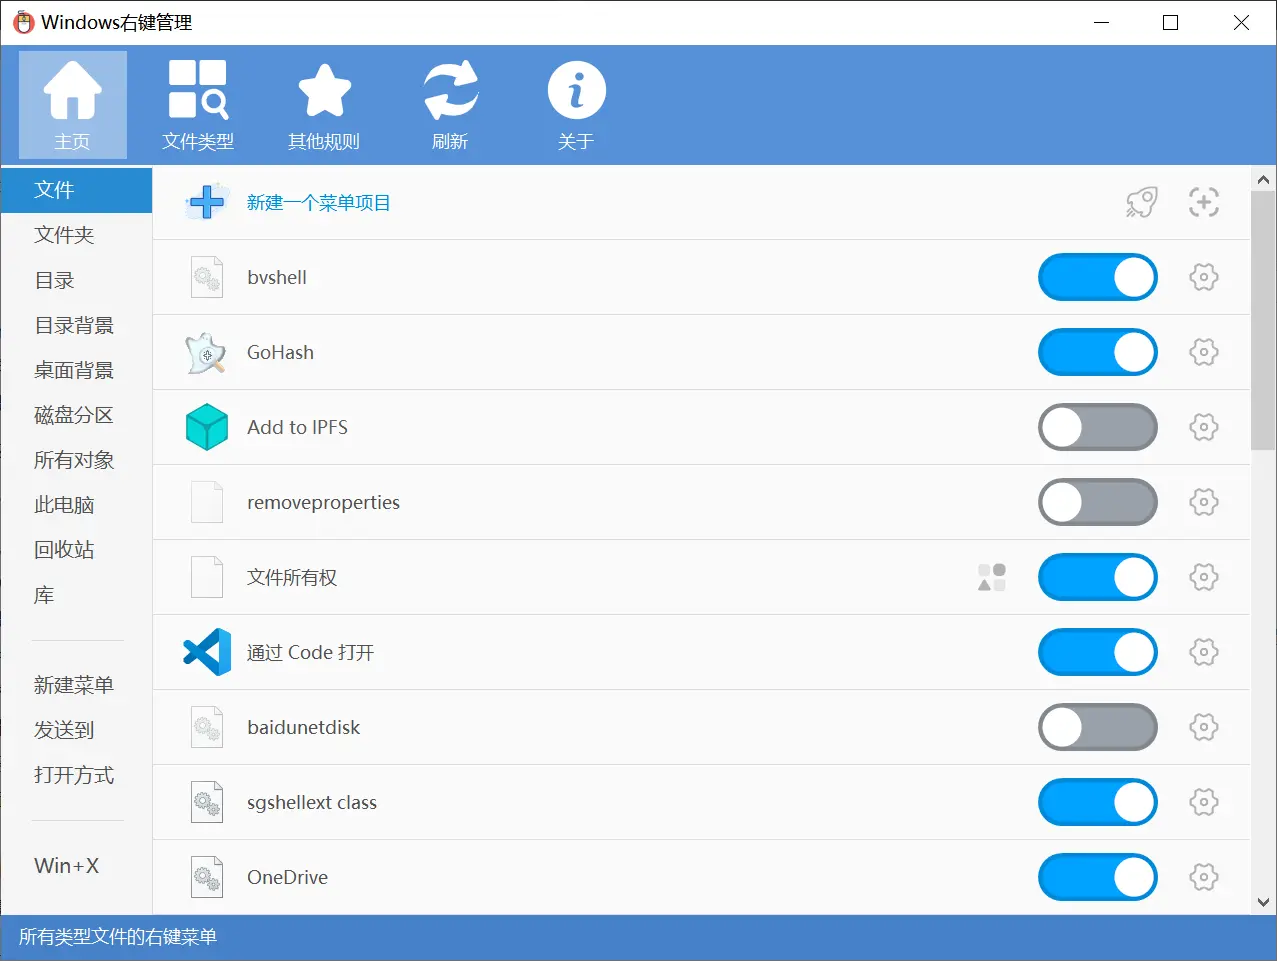 Windows右键管理
主页
文件类型
其他规则
刷新
关于
文件
文件夹
目录
目录背景
桌面背景
磁盘分区
所有对象
此电脑
回收站
库
新建菜单
发送到
打开方式
Win+X
新建一个菜单项目
bvshell
GoHash
Add to IPFS
removeproperties
文件所有权
通过 Code 打开
baidunetdisk
sgshellext class
OneDrive
所有类型文件的右键菜单